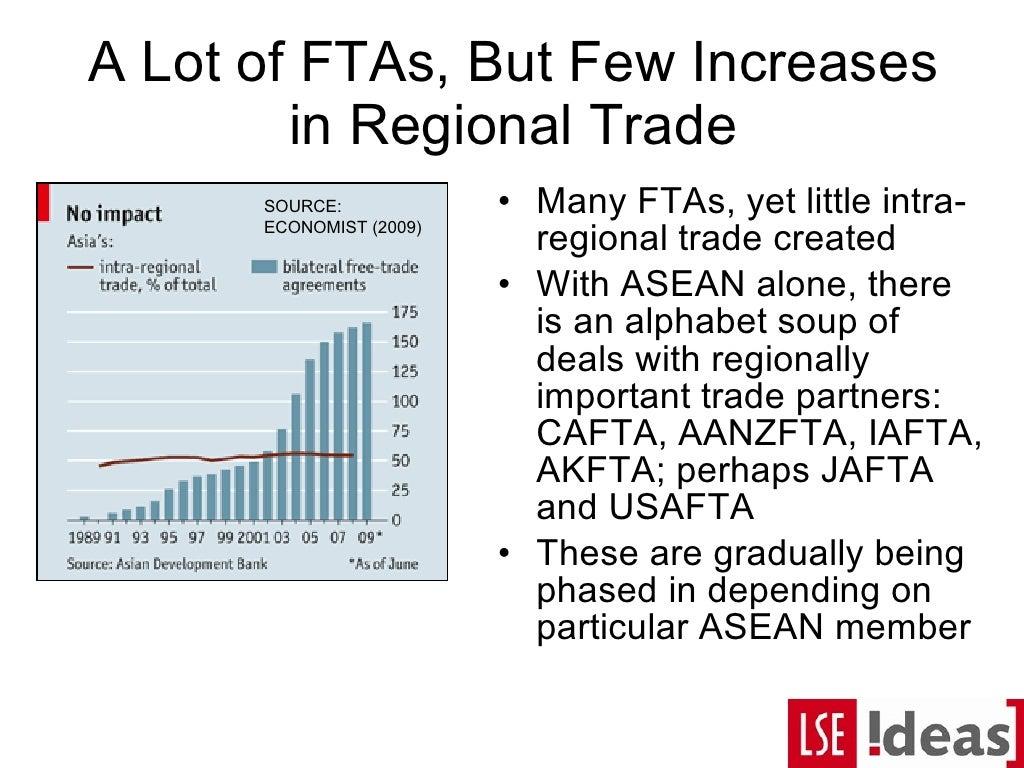 A Lot of FTAs, But Few Increases
in Regional Trade
No impact
SOURCE:
ECONOMIST (2009)
Asia's:
intra-regional
trade, % of total
bilateral free-trade
agreements
175
150
125
100
75
50
25
0
1989 91 93 95 97 99 2001 03 05 07 09*
Source: Asian Development Bank *As of June
• Many FTAs, yet little intra-
regional trade created
• With ASEAN alone, there
is an alphabet soup of
deals with regionally
important trade partners:
CAFTA, AANZFTA, IAFTA,
AKFTA; perhaps JAFTA
and USAFTA
• These are gradually being
phased in depending on
particular ASEAN member
LSE !deas]